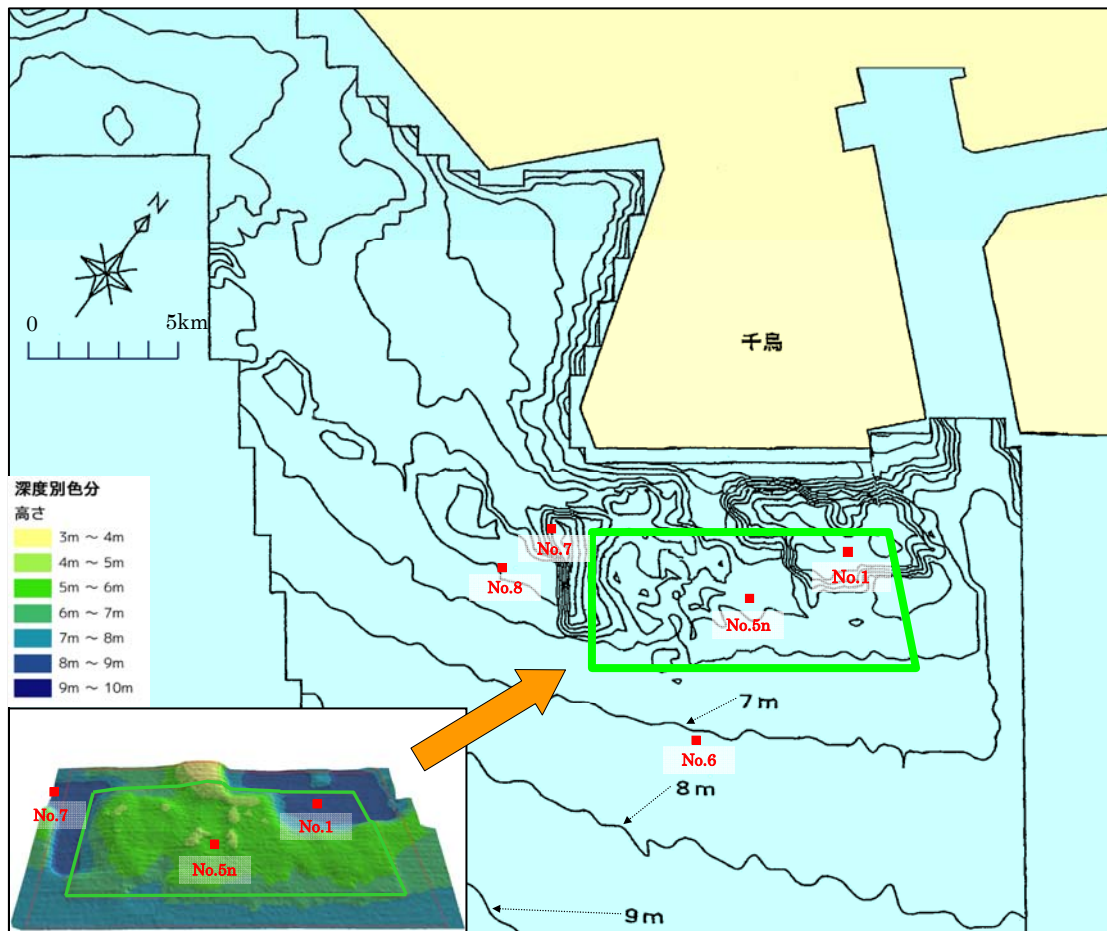 N
0
5km
千鳥
深度別色分
高さ
3m ～ 4m
4m ～ 5m
5m ～ 6m
6m ～ 7m
7m ～ 8m
8m ～ 9m
9m ～ 10m
No.7
No.8
No.1
No.5n
7m
No.6
8m
9m
No.7
No.1
No.5n